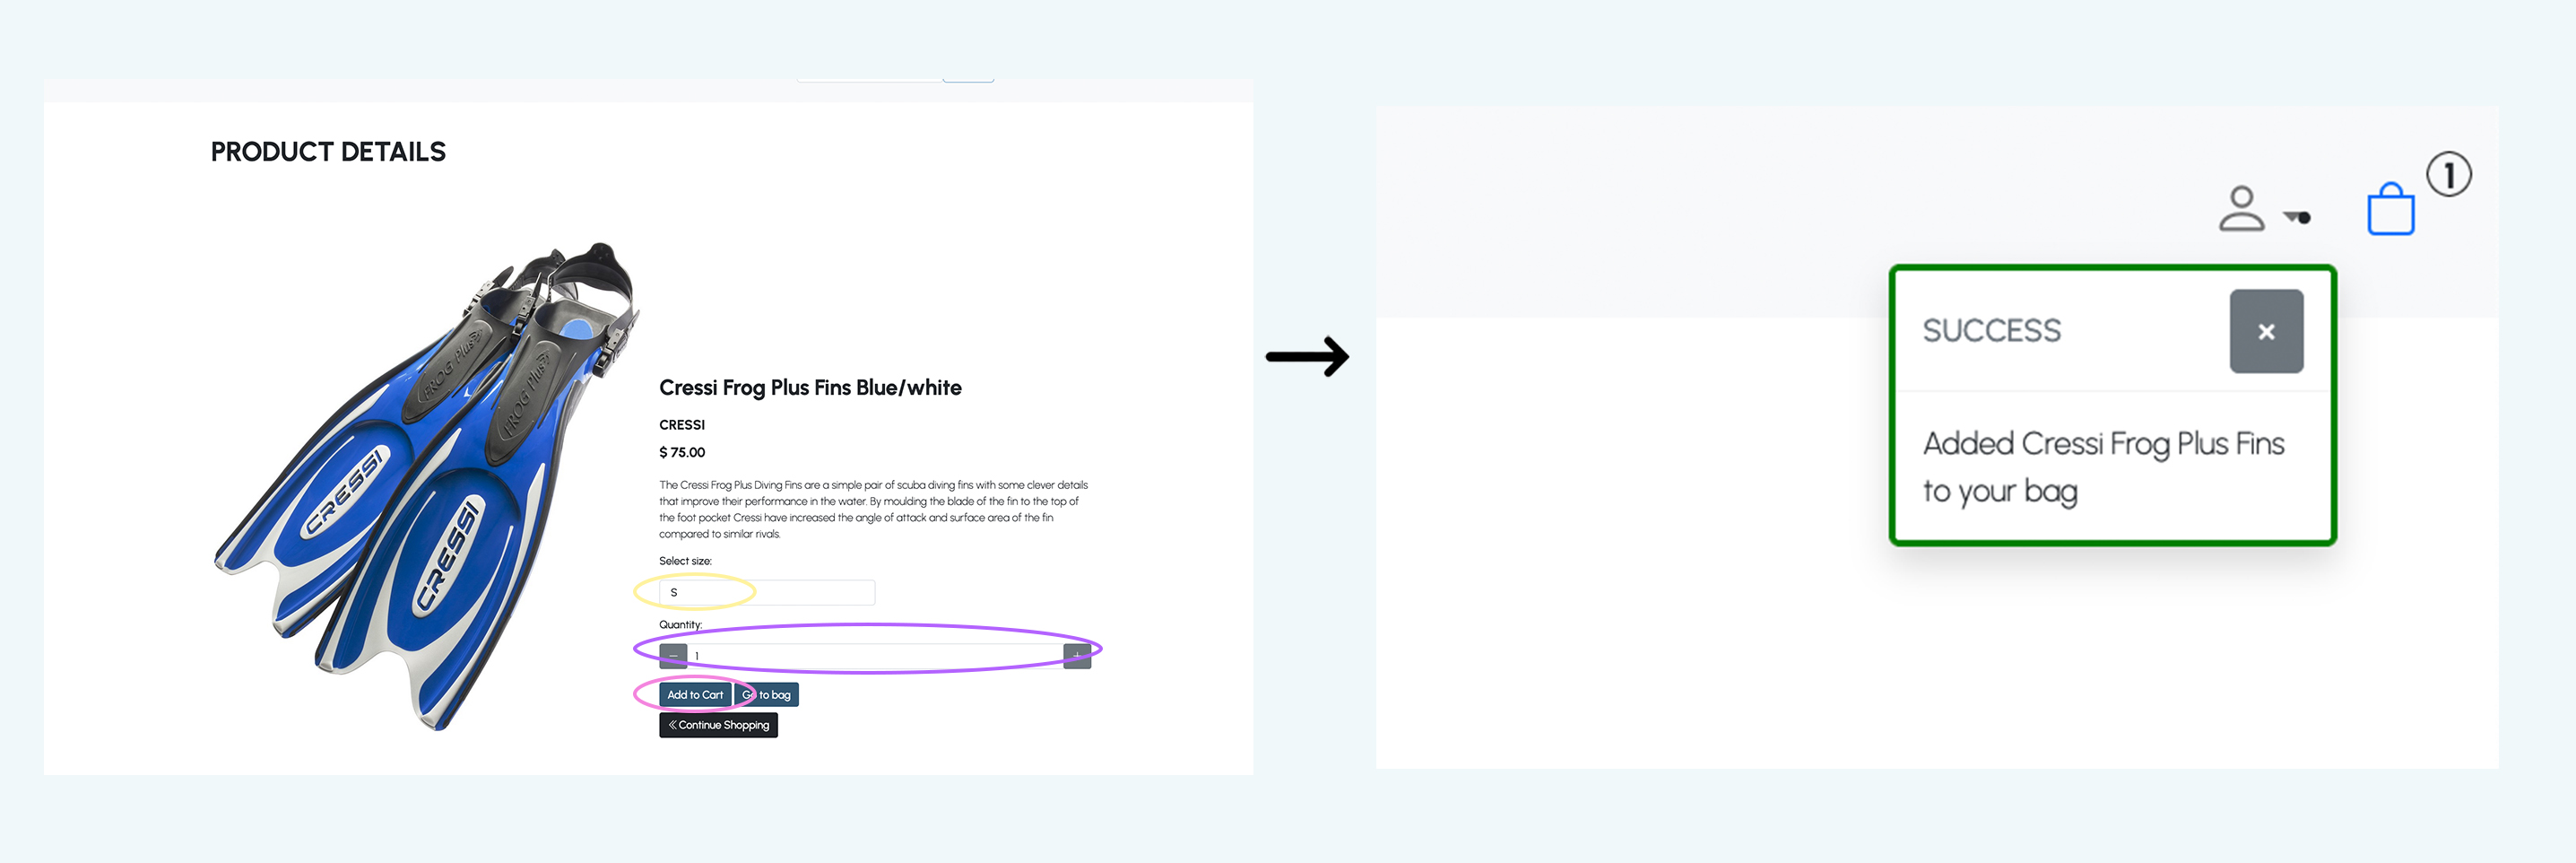 PRODUCT DETAILS
FROG Plus
FROG Plus
CRESSI
CRESSI
Cressi Frog Plus Fins Blue/white
CRESSI
$ 75.00
The Cressi Frog Plus Diving Fins are a simple pair of scuba diving fins with some clever details
that improve their performance in the water. By moulding the blade of the fin to the top of
the foot pocket Cressi have increased the angle of attack and surface area of the fin
compared to similar rivals.
Select size:
S
Quantity:
− 1 +
Add to Cart Go to bag
« Continue Shopping
1
SUCCESS ×
Added Cressi Frog Plus Fins
to your bag